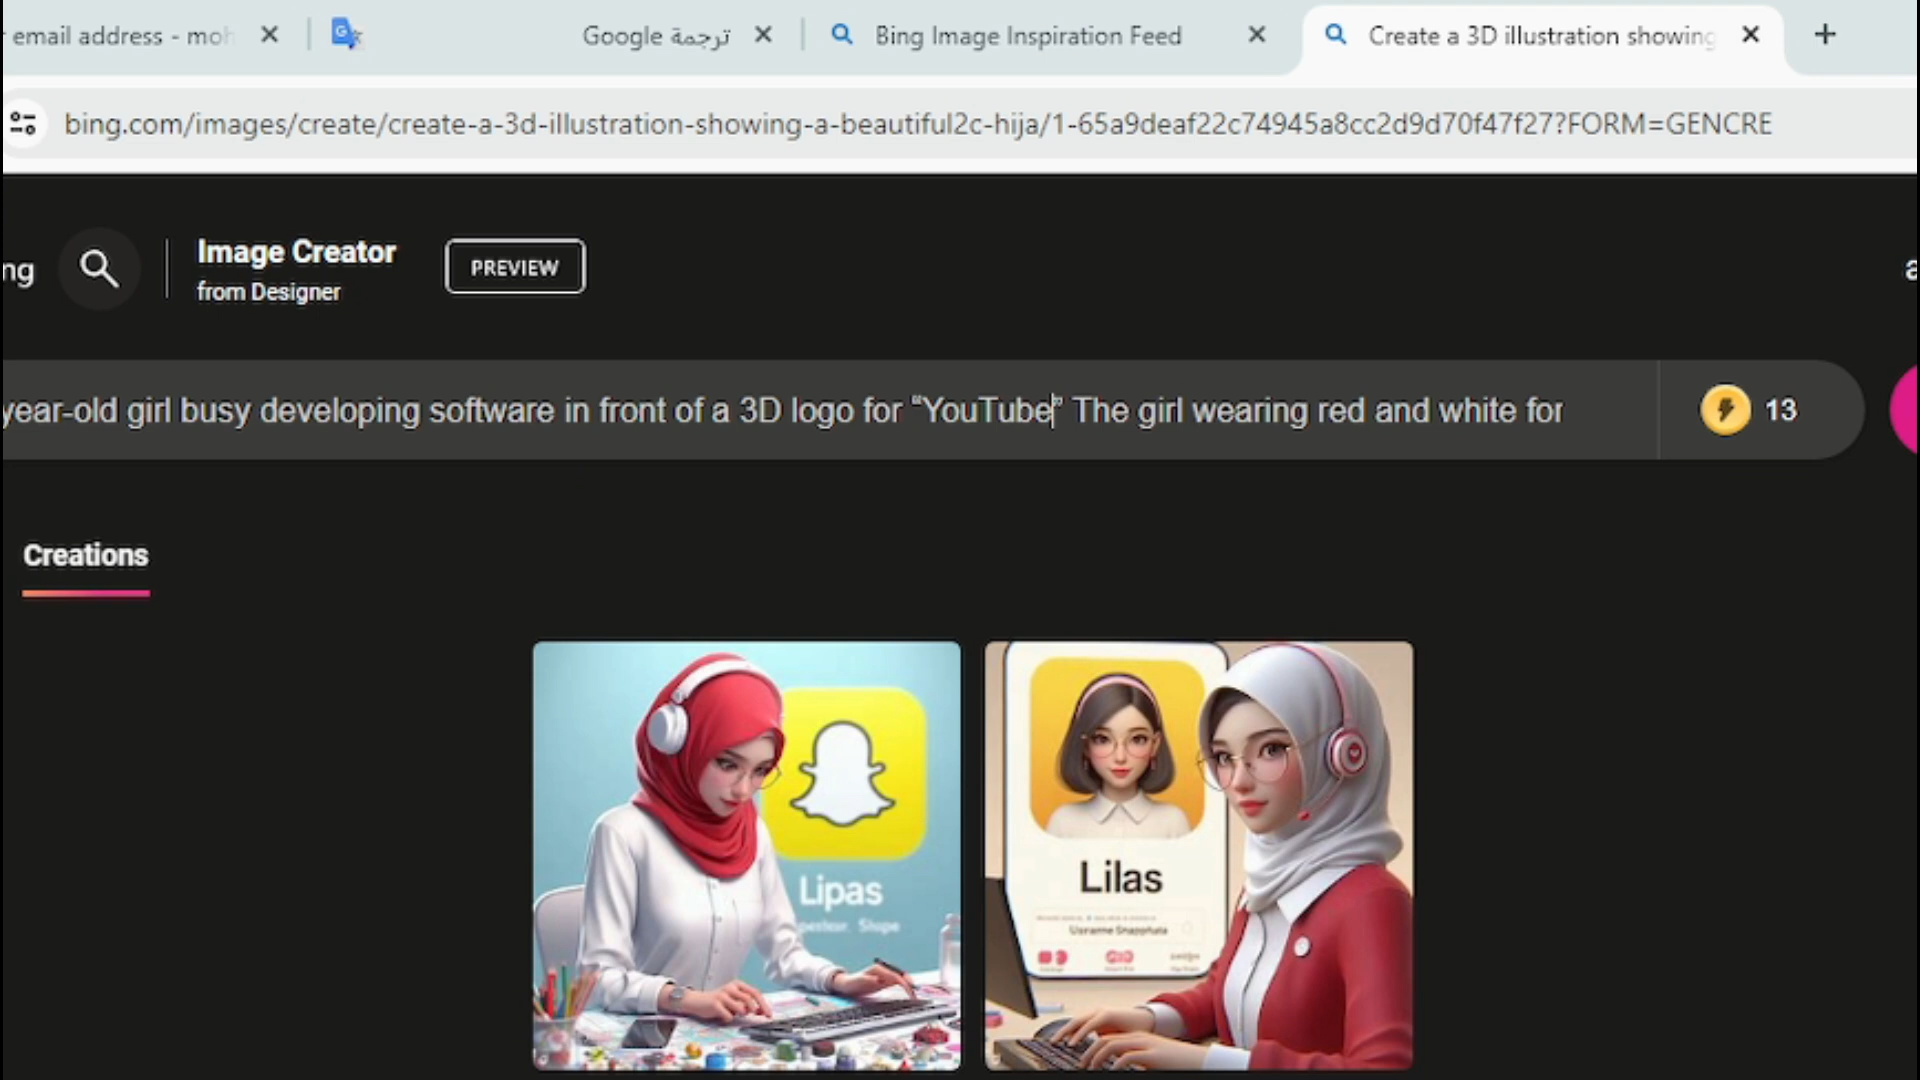 email address - moh
ترجمة Google
Bing Image Inspiration Feed
Create a 3D illustration showing
bing.com/images/create/create-a-3d-illustration-showing-a-beautiful2c-hija/1-65a9deaf22c74945a8cc2d9d70f47f27?FORM=GENCRE
ng
Image Creator
from Designer
PREVIEW
a
year-old girl busy developing software in front of a 3D logo for “YouTube” The girl wearing red and white for
13
Creations
Lipas
Lilas